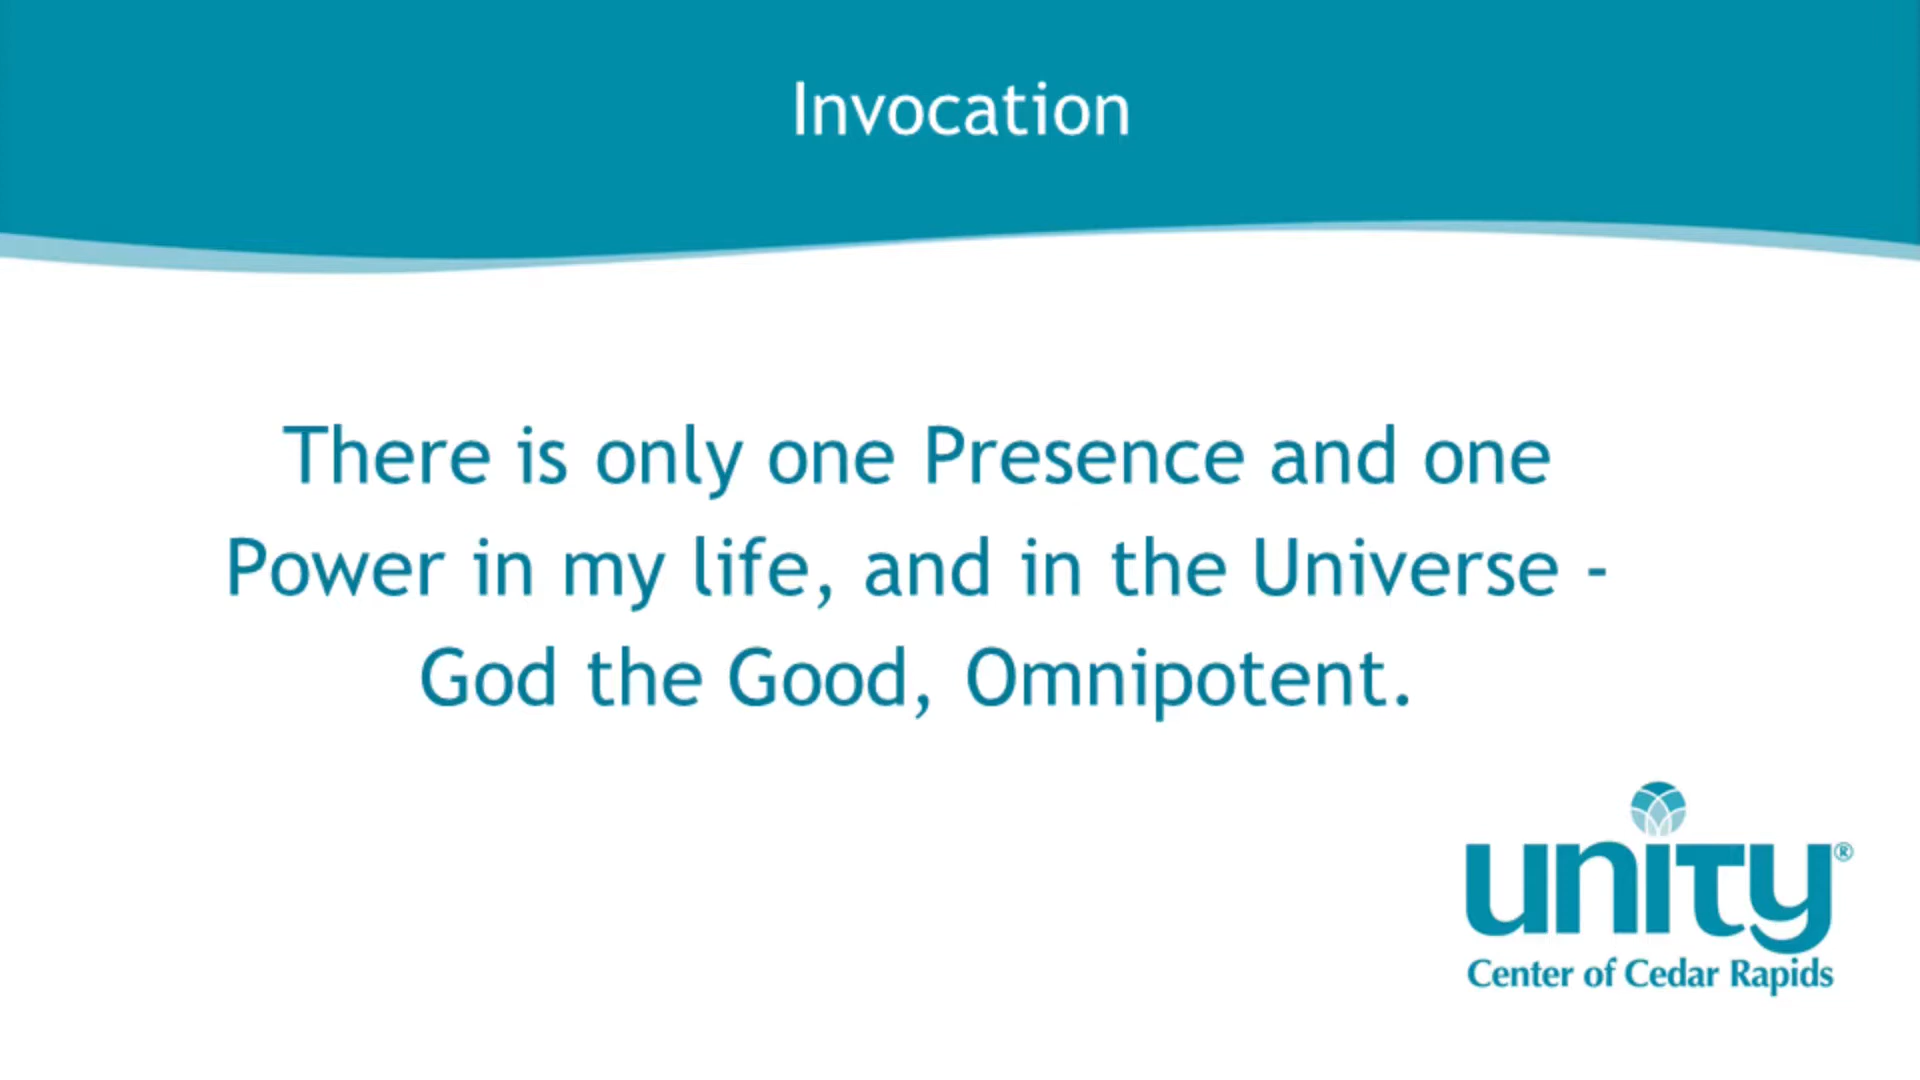 Invocation
There is only one Presence and one
Power in my life, and in the Universe -
God the Good, Omnipotent.
unity®
Center of Cedar Rapids